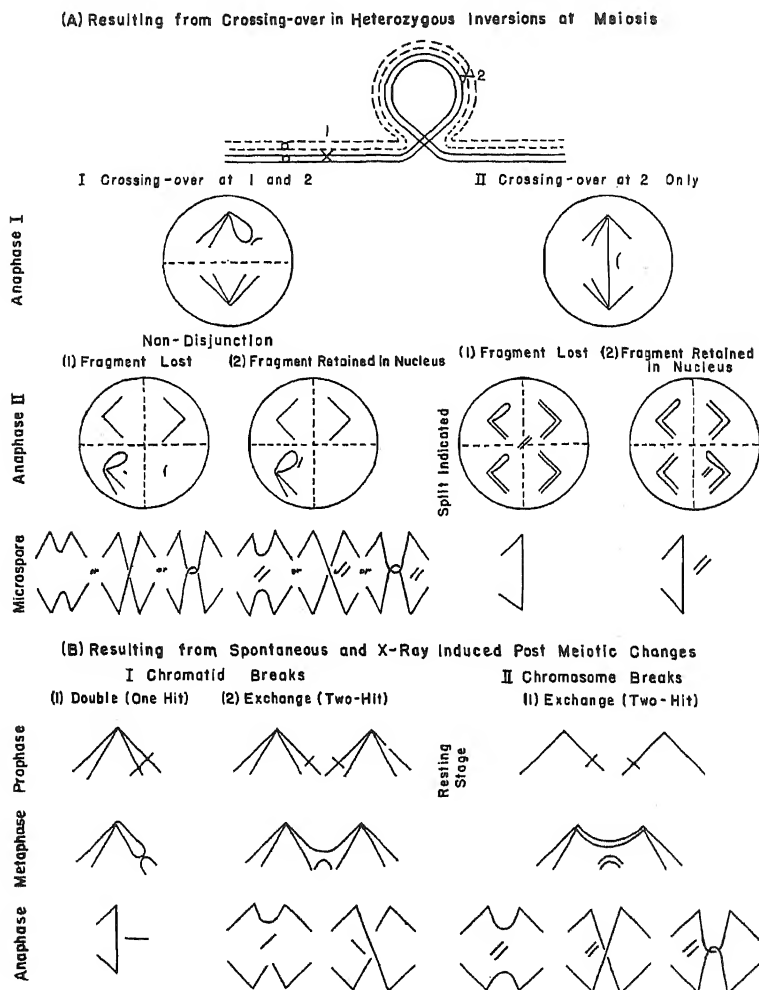 (A) Resulting from Crossing-over in Heterozygous Inversions at Meiosis
1
2
I Crossing-over at 1 and 2
II Crossing-over at 2 Only
Anaphase I
Non-Disjunction
(1) Fragment Lost
(2) Fragment Retained in Nucleus
(1) Fragment Lost
(2) Fragment Retained
in Nucleus
Anaphase II
Split Indicated
Microspore
or
or
or
or
(B) Resulting from Spontaneous and X-Ray Induced Post Meiotic Changes
I Chromatid Breaks
II Chromosome Breaks
(1) Double (One Hit)
(2) Exchange (Two-Hit)
(1) Exchange (Two-Hit)
Prophase
Resting
Stage
Metaphase
Anaphase